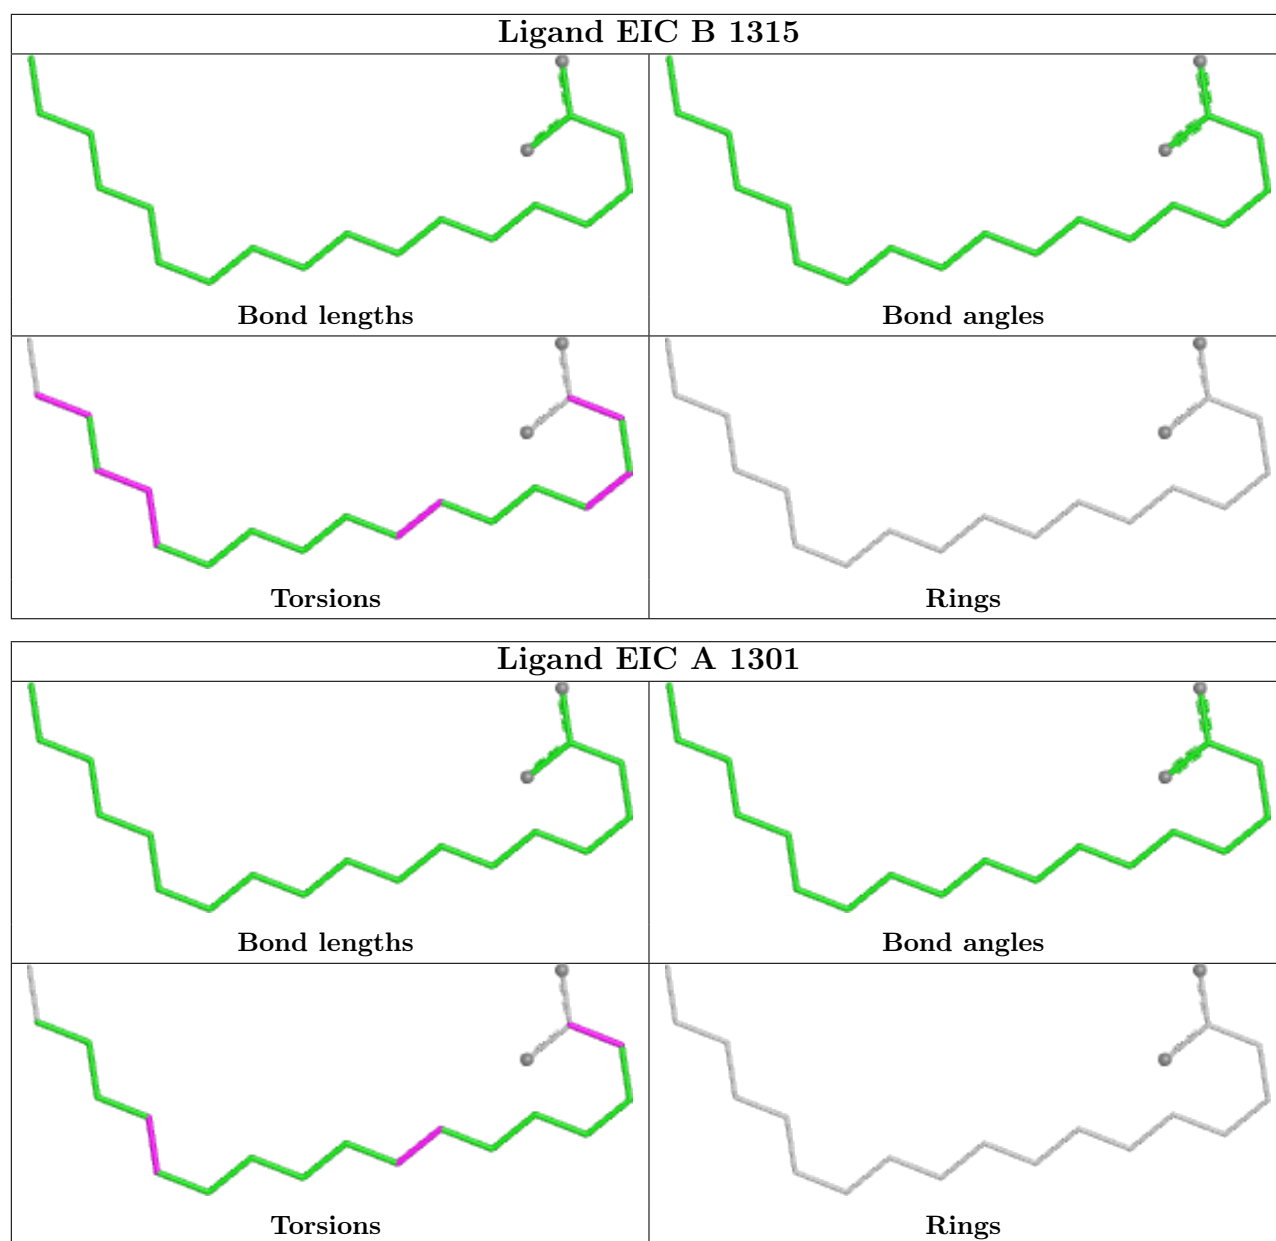 Ligand EIC B 1315
Bond lengths
Bond angles
Torsions
Rings
Ligand EIC A 1301
Bond lengths
Bond angles
Torsions
Rings